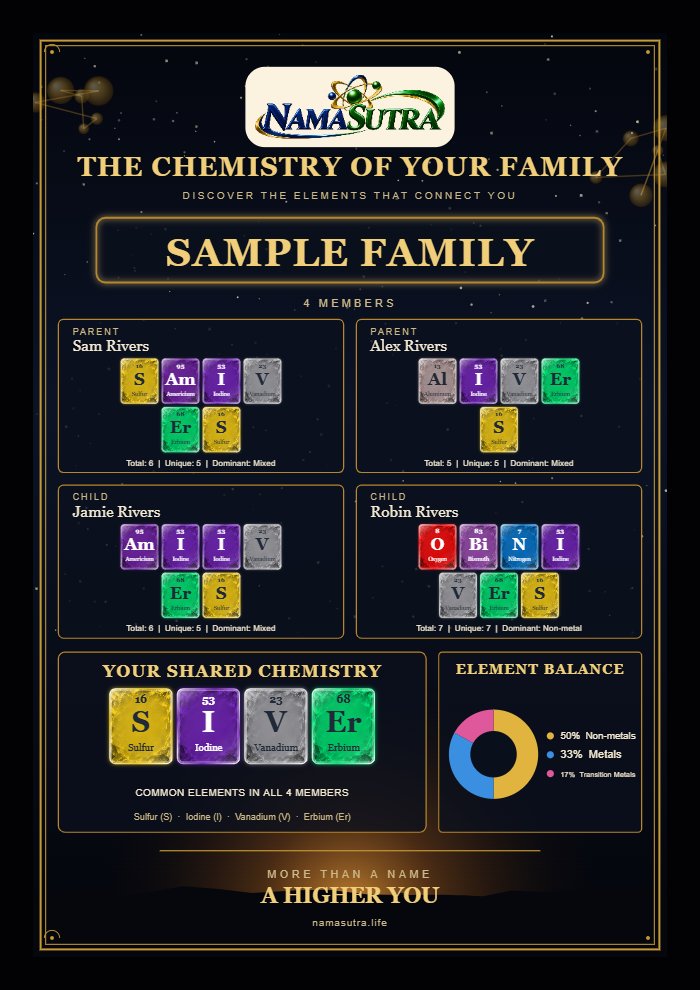 NAMASUTRA
THE CHEMISTRY OF YOUR FAMILY
DISCOVER THE ELEMENTS THAT CONNECT YOU
SAMPLE FAMILY
4 MEMBERS
PARENT
Sam Rivers
16 95 53 23
S Am I V
Sulfur Americium Iodine Vanadium
68 16
Er S
Erbium Sulfur
Total: 6 | Unique: 5 | Dominant: Mixed
PARENT
Alex Rivers
13 53 23 68
Al I V Er
Aluminum Iodine Vanadium Erbium
16
S
Sulfur
Total: 5 | Unique: 5 | Dominant: Mixed
CHILD
Jamie Rivers
95 53 53 23
Am I I V
Americium Iodine Iodine Vanadium
68 16
Er S
Erbium Sulfur
Total: 6 | Unique: 5 | Dominant: Mixed
CHILD
Robin Rivers
8 83 7 53
O Bi N I
Oxygen Bismuth Nitrogen Iodine
23 68 16
V Er S
Vanadium Erbium Sulfur
Total: 7 | Unique: 7 | Dominant: Non-metal
YOUR SHARED CHEMISTRY
16 53 23 68
S I V Er
Sulfur Iodine Vanadium Erbium
COMMON ELEMENTS IN ALL 4 MEMBERS
Sulfur (S) · Iodine (I) · Vanadium (V) · Erbium (Er)
ELEMENT BALANCE
50% Non-metals
33% Metals
17% Transition Metals
MORE THAN A NAME
A HIGHER YOU
namasutra.life